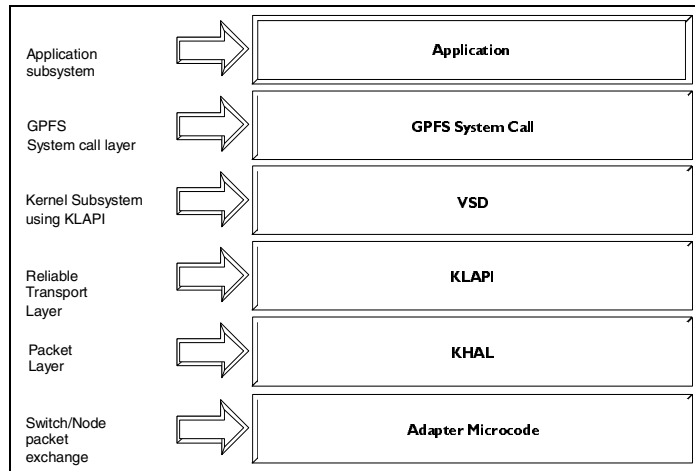 Application
subsystem
Application
GPFS
System call layer
GPFS System Call
Kernel Subsystem
using KLAPI
VSD
Reliable
Transport
Layer
KLAPI
Packet
Layer
KHAL
Switch/Node
packet
exchange
Adapter Microcode